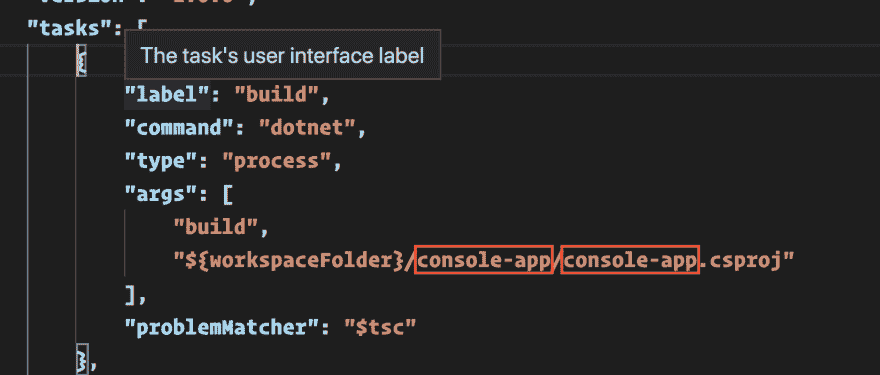 "tasks": [
{
The task's user interface label
"label": "build",
"command": "dotnet",
"type": "process",
"args": [
"build",
"${workspaceFolder}/console-app/console-app.csproj"
],
"problemMatcher": "$tsc"
},